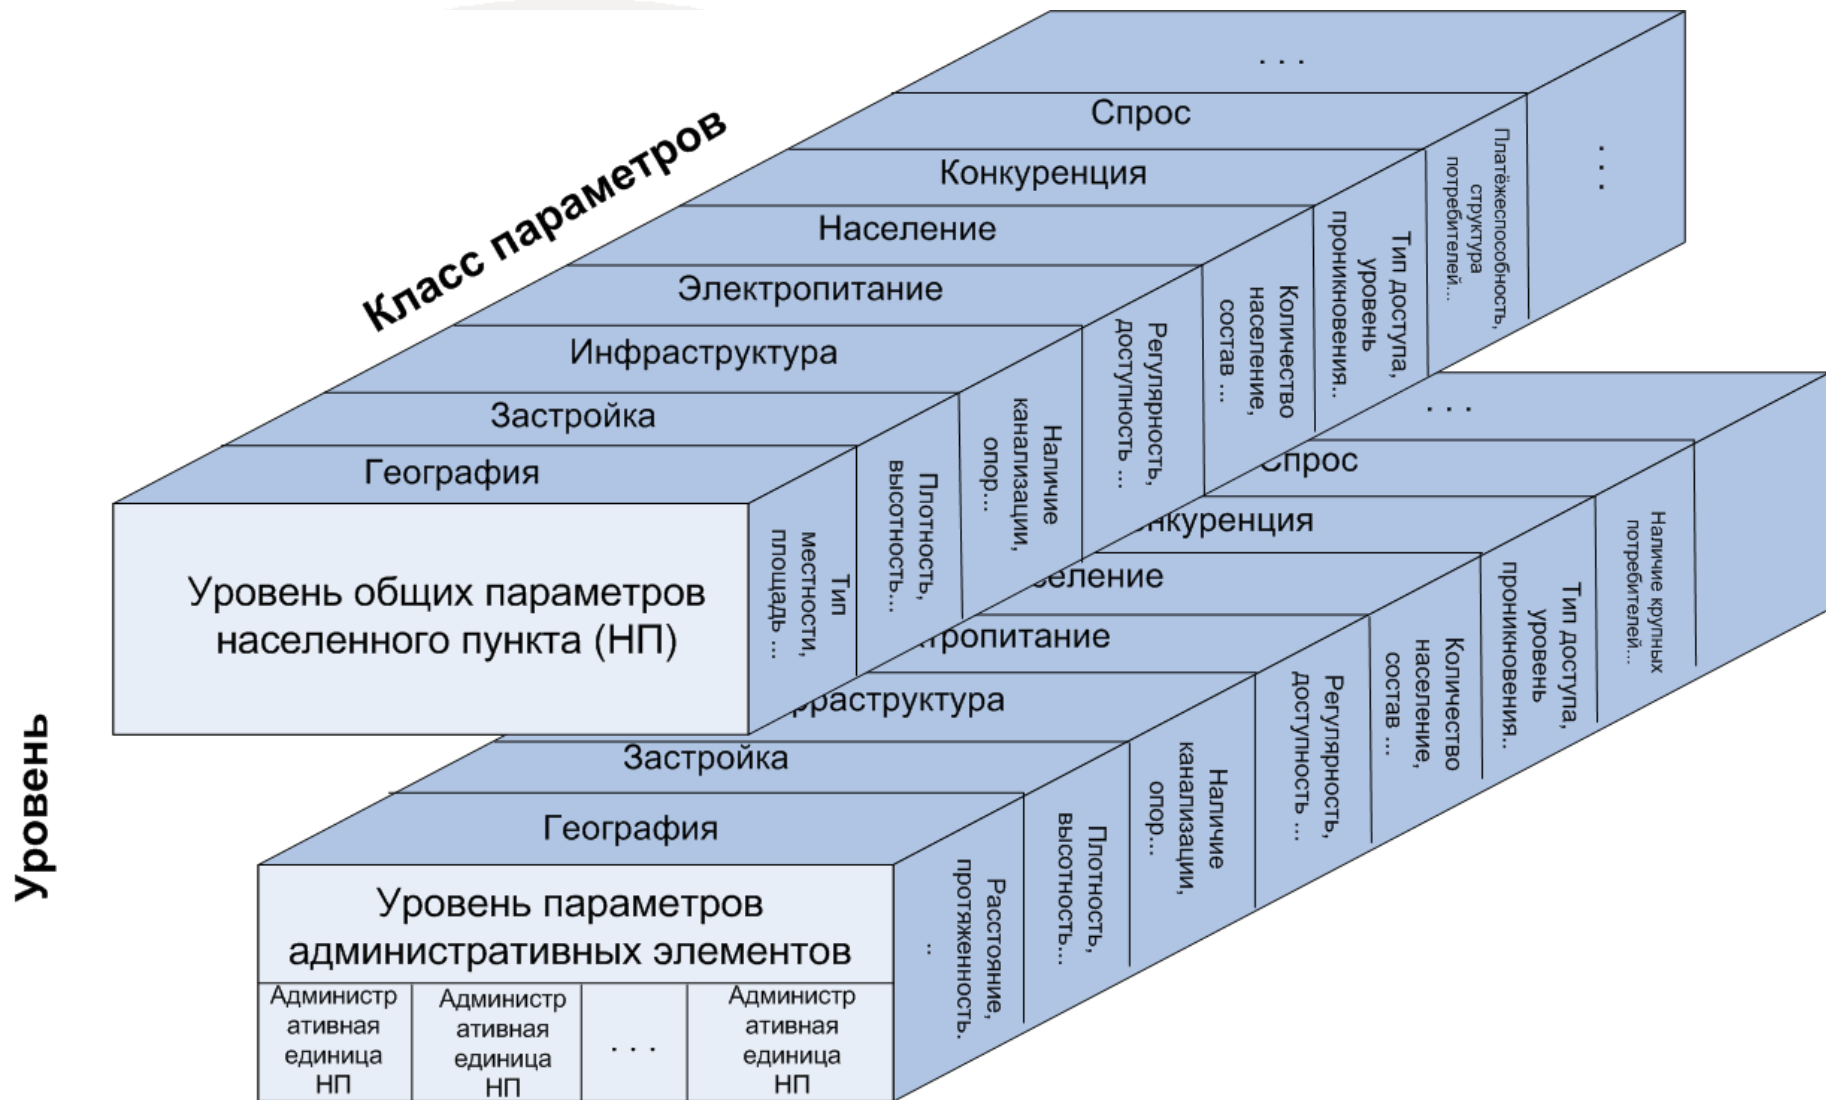 Класс параметров
Уровень
. . .
Спрос
Конкуренция
Население
Электропитание
Инфраструктура
Застройка
География
Уровень общих параметров
населенного пункта (НП)
Тип
местности,
площадь ...
Плотность,
высотность...
Наличие
канализации,
опор...
Регулярность,
доступность ...
Количество
население,
состав ...
Тип доступа,
уровень
проникновения..
Платёжеспособность,
структура
потребителей...
. . .
. . .
Спрос
нкуренция
еление
тропитание
раструктура
Застройка
География
Уровень параметров
административных элементов
Администр
ативная
единица
НП
Администр
ативная
единица
НП
. . .
Администр
ативная
единица
НП
Расстояние,
протяженность.
..
Плотность,
высотность...
Наличие
канализации,
опор...
Регулярность,
доступность ...
Количество
население,
состав ...
Тип доступа,
уровень
проникновения..
Наличие крупных
потребителей...